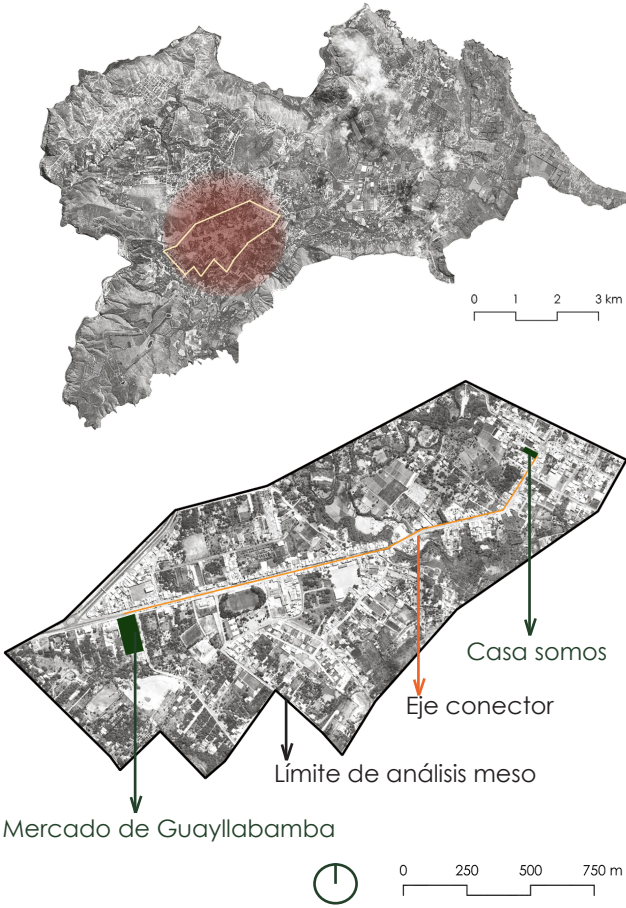 0 1 2 3 km
Casa somos
Eje conector
Límite de análisis meso
Mercado de Guayllabamba
0 250 500 750 m